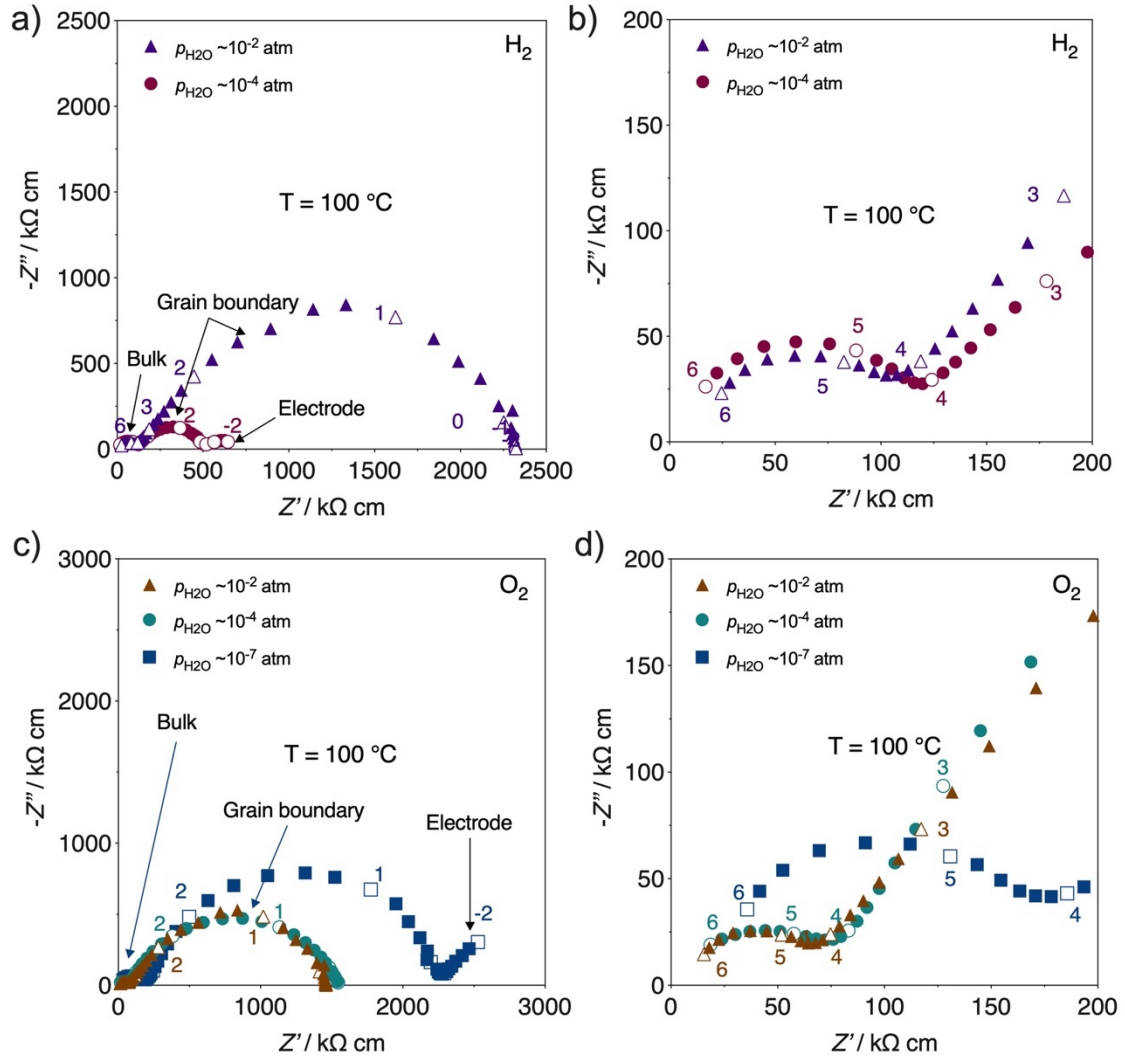 a)
2500
2000
1500
1000
500
0
-Z″ / kΩ cm
H2
pH2O ~10-2 atm
pH2O ~10-4 atm
T = 100 °C
Grain boundary
Bulk
Electrode
6
3
2
1
2
-2
0
0
500
1000
1500
2000
2500
Z′ / kΩ cm
b)
200
150
100
50
0
-Z″ / kΩ cm
H2
pH2O ~10-2 atm
pH2O ~10-4 atm
T = 100 °C
3
3
5
4
6
6
5
4
0
50
100
150
200
Z′ / kΩ cm
c)
3000
2000
1000
0
-Z″ / kΩ cm
O2
pH2O ~10-2 atm
pH2O ~10-4 atm
pH2O ~10-7 atm
Bulk
T = 100 °C
Grain boundary
Electrode
2
1
2
1
-2
1
2
0
1000
2000
3000
Z′ / kΩ cm
d)
200
150
100
50
0
-Z″ / kΩ cm
O2
pH2O ~10-2 atm
pH2O ~10-4 atm
pH2O ~10-7 atm
T = 100 °C
3
3
6
5
6
5
4
4
6
5
4
0
50
100
150
200
Z′ / kΩ cm